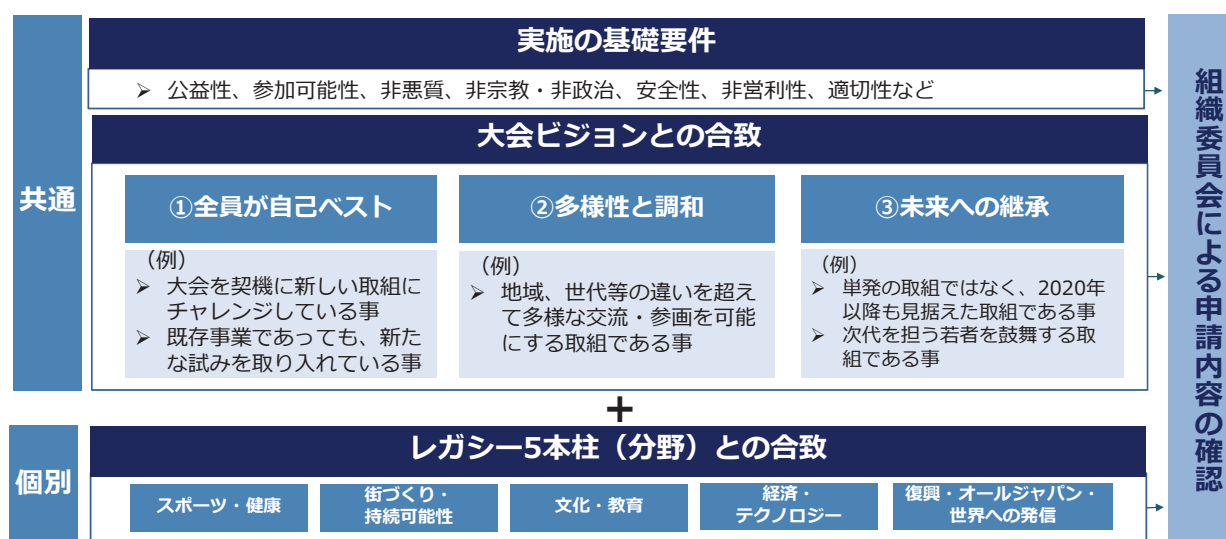 実施の基礎要件
➢ 公益性、参加可能性、非悪質、非宗教・非政治、安全性、非営利性、適切性など
大会ビジョンとの合致
共通
①全員が自己ベスト
（例）
➢ 大会を契機に新しい取組に
チャレンジしている事
➢ 既存事業であっても、新た
な試みを取り入れている事
②多様性と調和
（例）
➢ 地域、世代等の違いを超え
て多様な交流・参画を可能
にする取組である事
③未来への継承
（例）
➢ 単発の取組ではなく、2020年
以降も見据えた取組である事
➢ 次代を担う若者を鼓舞する取
組である事
＋
個別
レガシー5本柱（分野）との合致
スポーツ・健康
街づくり・
持続可能性
文化・教育
経済・
テクノロジー
復興・オールジャパン・
世界への発信
組織委員会による申請内容の確認